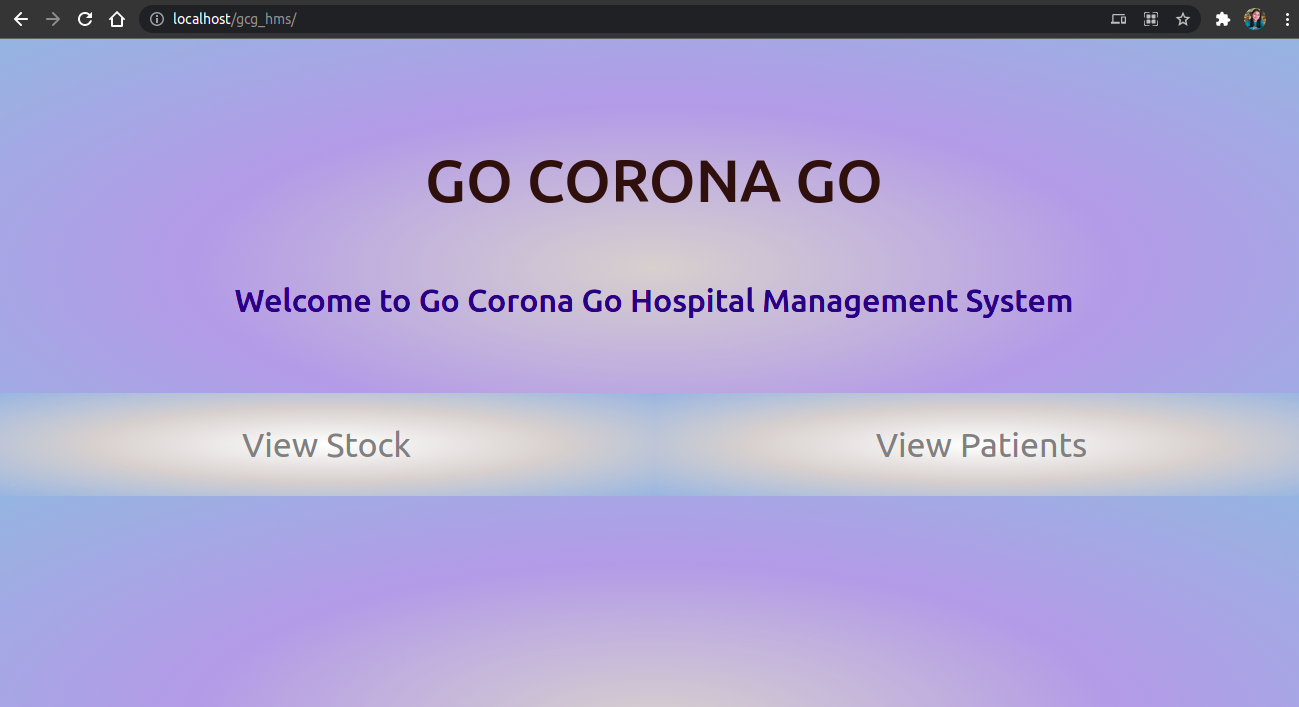 localhost/gcg_hms/
GO CORONA GO
Welcome to Go Corona Go Hospital Management System
View Stock
View Patients